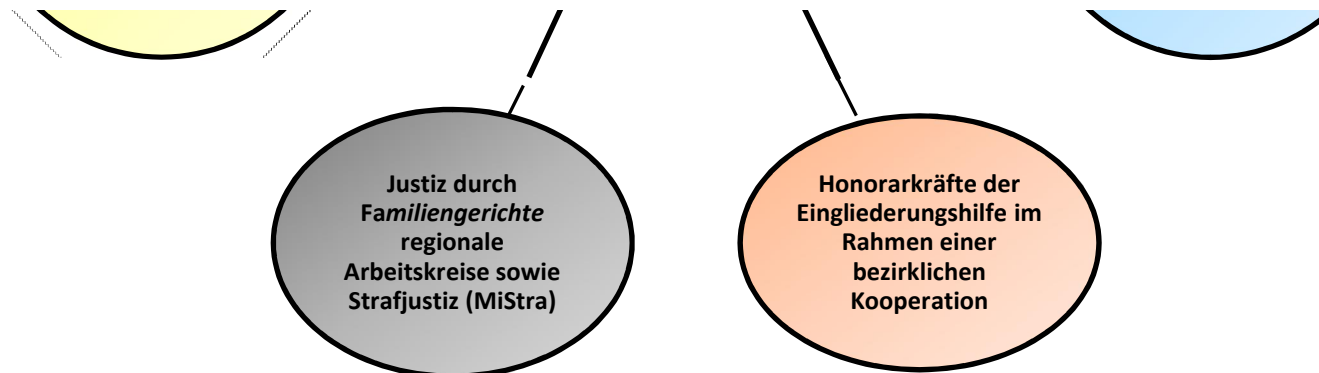 Justiz durch
Familiengerichte
regionale
Arbeitskreise sowie
Strafjustiz (MiStra)
Honorarkräfte der
Eingliederungshilfe im
Rahmen einer
bezirklichen
Kooperation